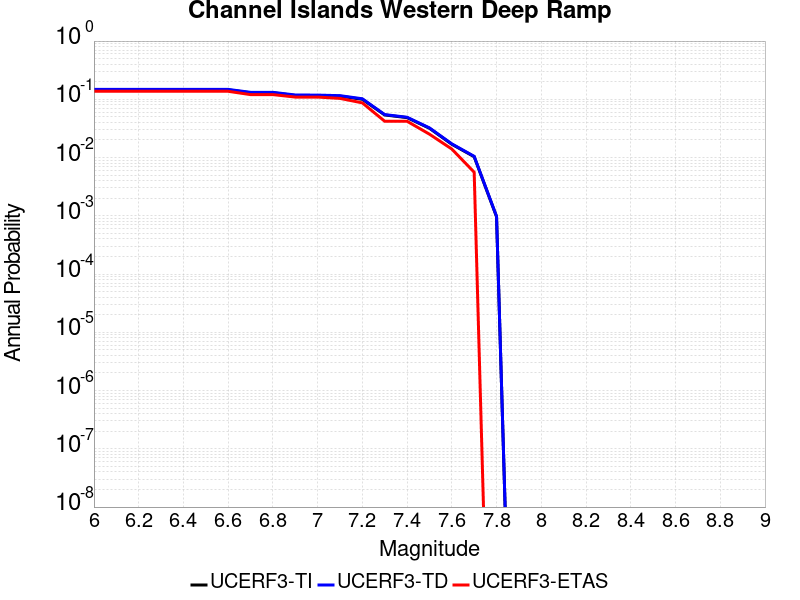 Channel Islands Western Deep Ramp
10^0
10^-1
10^-2
10^-3
10^-4
10^-5
10^-6
10^-7
10^-8
Annual Probability
6 6.2 6.4 6.6 6.8 7 7.2 7.4 7.6 7.8 8 8.2 8.4 8.6 8.8 9
Magnitude
UCERF3-TI UCERF3-TD UCERF3-ETAS